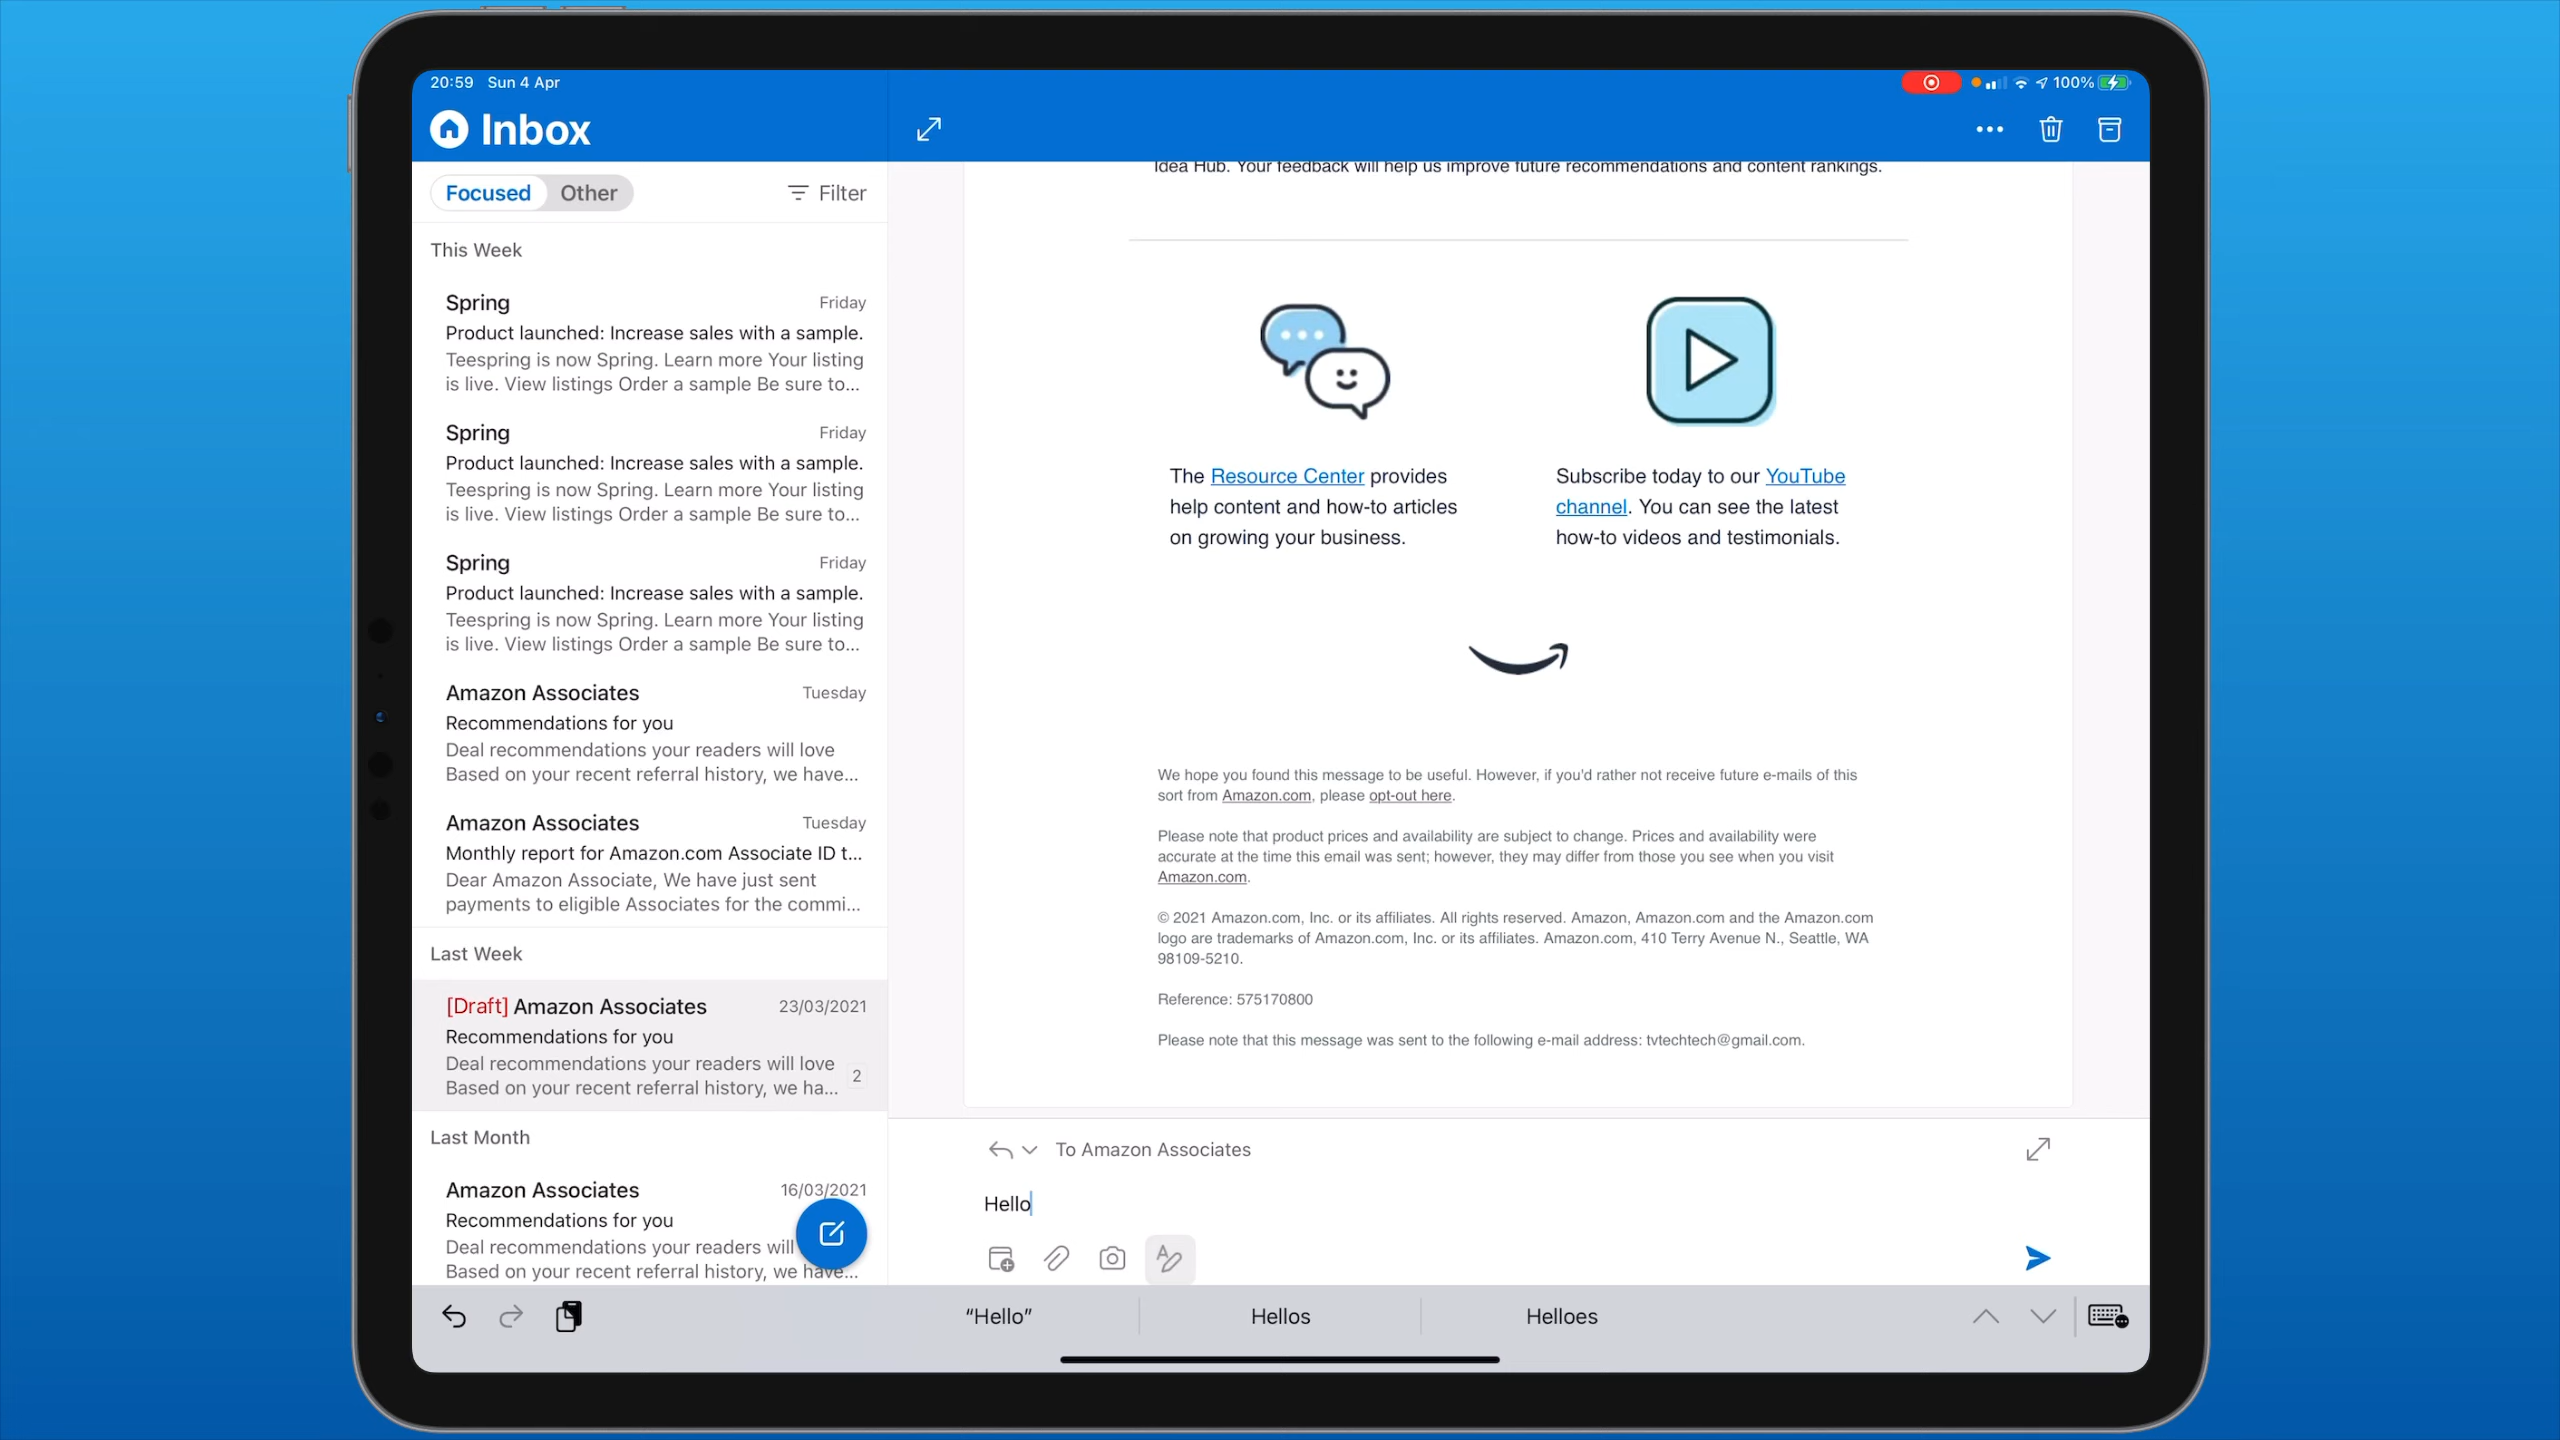 20:59 Sun 4 Apr
100%
Inbox
Focused
Other
Filter
This Week
Spring
Friday
Product launched: Increase sales with a sample.
Teespring is now Spring. Learn more Your listing
is live. View listings Order a sample Be sure to...
Spring
Friday
Product launched: Increase sales with a sample.
Teespring is now Spring. Learn more Your listing
is live. View listings Order a sample Be sure to...
Spring
Friday
Product launched: Increase sales with a sample.
Teespring is now Spring. Learn more Your listing
is live. View listings Order a sample Be sure to...
Amazon Associates
Tuesday
Recommendations for you
Deal recommendations your readers will love
Based on your recent referral history, we have...
Amazon Associates
Tuesday
Monthly report for Amazon.com Associate ID t...
Dear Amazon Associate, We have just sent
payments to eligible Associates for the commi...
Last Week
[Draft] Amazon Associates
23/03/2021
Recommendations for you
Deal recommendations your readers will love
Based on your recent referral history, we ha...
2
Last Month
Amazon Associates
16/03/2021
Recommendations for you
Deal recommendations your readers will
Based on your recent referral history, we have...
Idea Hub. Your feedback will help us improve future recommendations and content rankings.
The Resource Center provides
help content and how-to articles
on growing your business.
Subscribe today to our YouTube
channel. You can see the latest
how-to videos and testimonials.
We hope you found this message to be useful. However, if you'd rather not receive future e-mails of this
sort from Amazon.com, please opt-out here.
Please note that product prices and availability are subject to change. Prices and availability were
accurate at the time this email was sent; however, they may differ from those you see when you visit
Amazon.com.
© 2021 Amazon.com, Inc. or its affiliates. All rights reserved. Amazon, Amazon.com and the Amazon.com
logo are trademarks of Amazon.com, Inc. or its affiliates. Amazon.com, 410 Terry Avenue N., Seattle, WA
98109-5210.
Reference: 575170800
Please note that this message was sent to the following e-mail address: tvtechtech@gmail.com.
To Amazon Associates
Hello
“Hello”
Hellos
Helloes